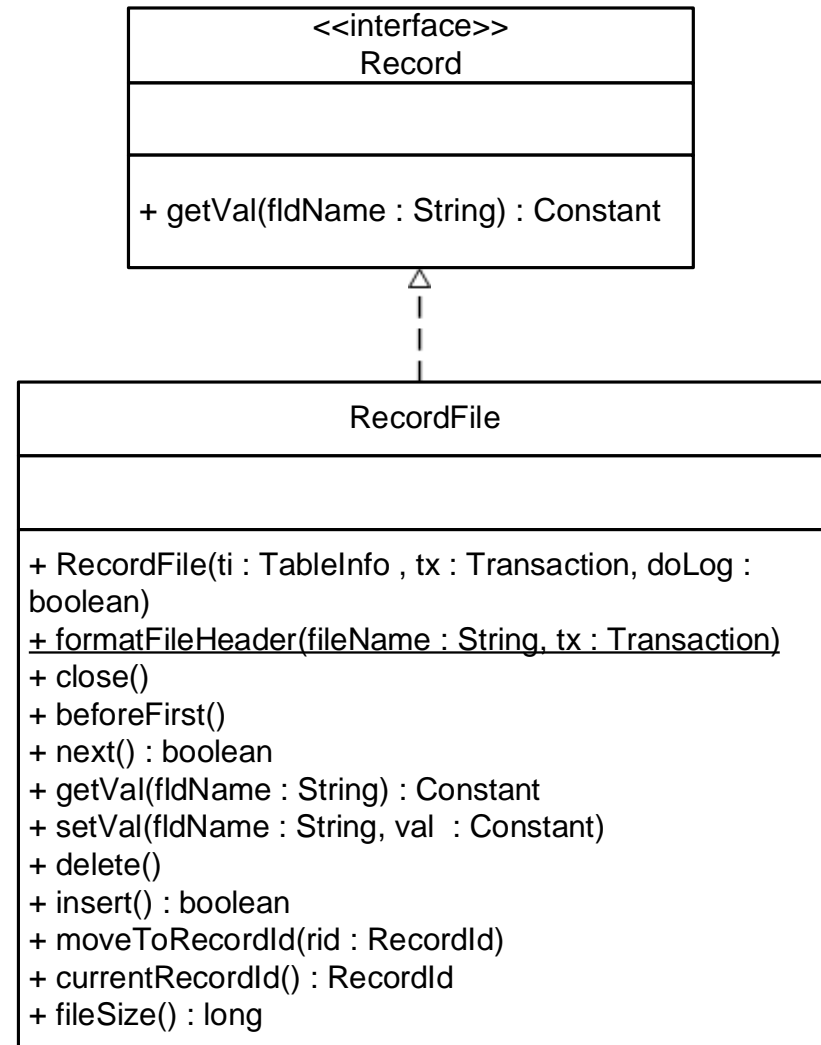 <<interface>>
Record
+ getVal(fldName : String) : Constant
RecordFile
+ RecordFile(ti : TableInfo , tx : Transaction, doLog :
boolean)
+ formatFileHeader(fileName : String, tx : Transaction)
+ close()
+ beforeFirst()
+ next() : boolean
+ getVal(fldName : String) : Constant
+ setVal(fldName : String, val  : Constant)
+ delete()
+ insert() : boolean
+ moveToRecordId(rid : RecordId)
+ currentRecordId() : RecordId
+ fileSize() : long